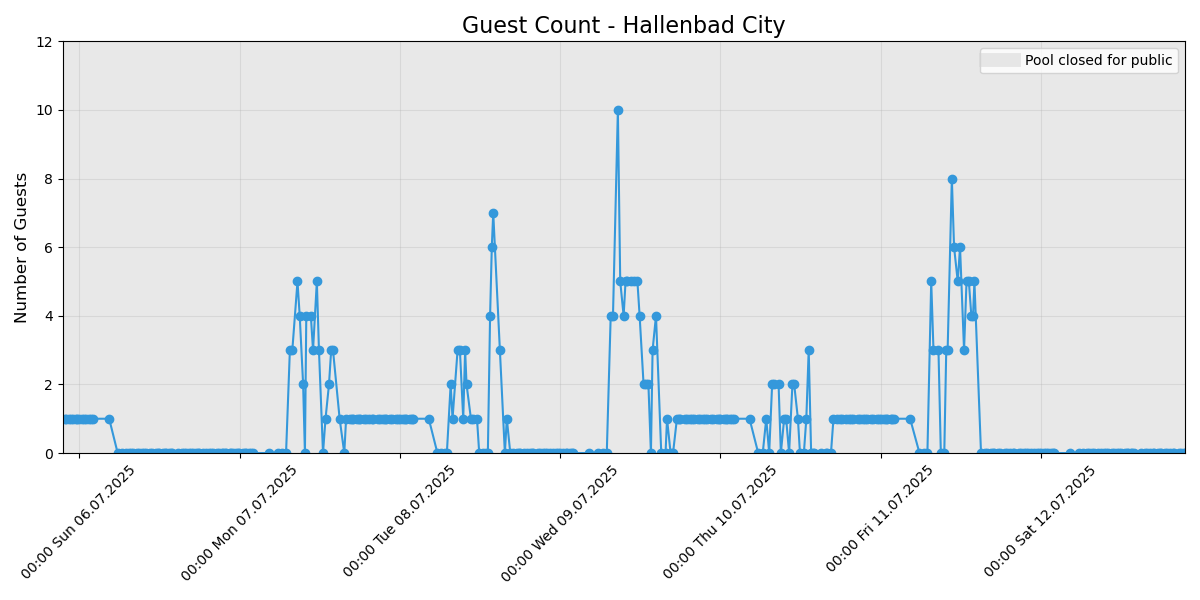 Guest Count - Hallenbad City
Pool closed for public
Number of Guests
12
10
8
6
4
2
0
00:00 Sun 06.07.2025
00:00 Mon 07.07.2025
00:00 Tue 08.07.2025
00:00 Wed 09.07.2025
00:00 Thu 10.07.2025
00:00 Fri 11.07.2025
00:00 Sat 12.07.2025